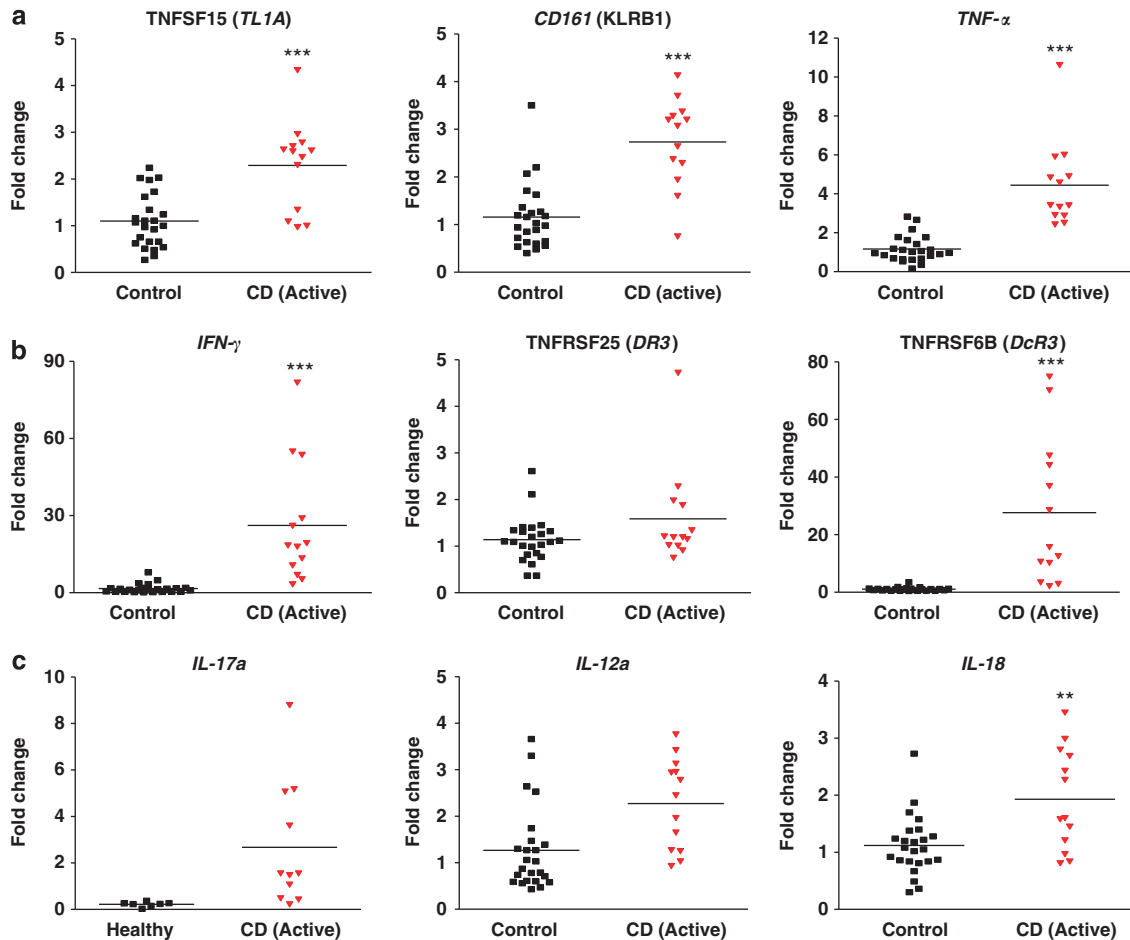 a
TNFSF15 (TL1A)
Fold change
5
4
3
2
1
0
***
Control
CD (Active)
CD161 (KLRB1)
Fold change
5
4
3
2
1
0
***
Control
CD (active)
TNF-α
Fold change
12
10
8
6
4
2
0
***
Control
CD (Active)
b
IFN-γ
Fold change
90
60
30
0
***
Control
CD (Active)
TNFRSF25 (DR3)
Fold change
5
4
3
2
1
0
Control
CD (Active)
TNFRSF6B (DcR3)
Fold change
80
60
40
20
0
***
Control
CD (Active)
c
IL-17a
Fold change
10
8
6
4
2
0
Healthy
CD (Active)
IL-12a
Fold change
5
4
3
2
1
0
Control
CD (Active)
IL-18
Fold change
4
3
2
1
0
**
Control
CD (Active)